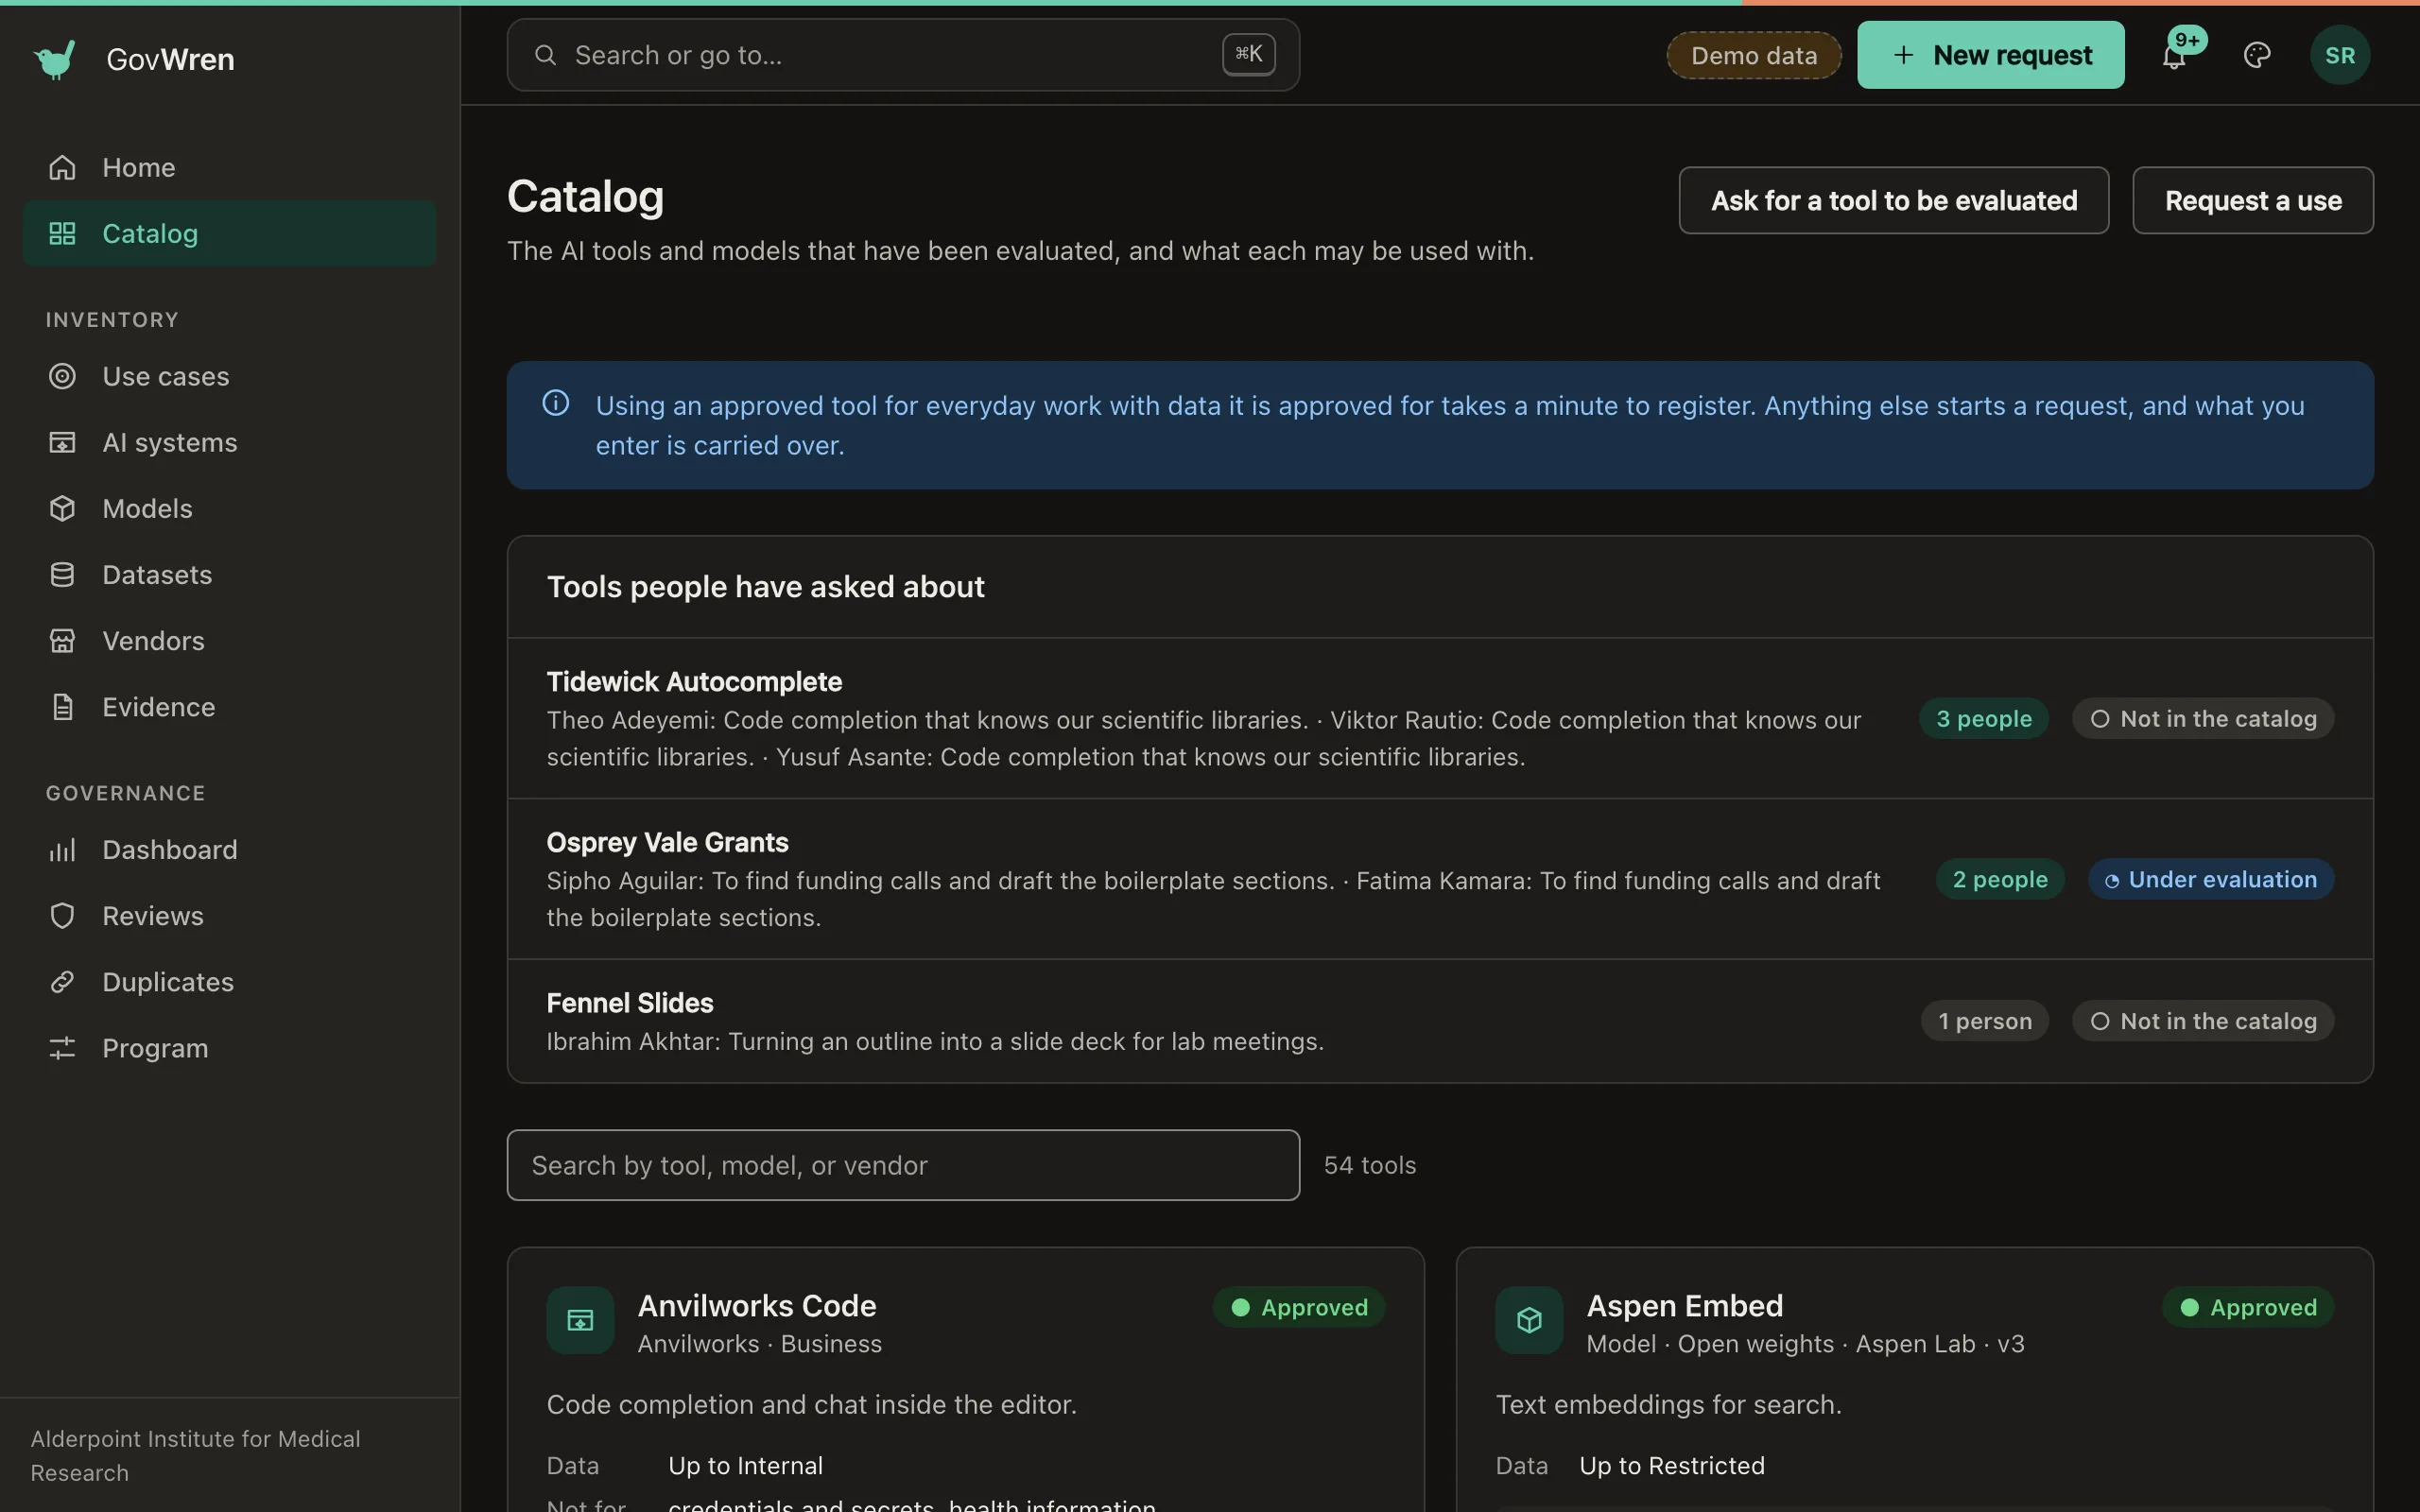 GovWren
Search or go to...
⌘K
Demo data
+ New request
9+
SR
Home
Catalog
INVENTORY
Use cases
AI systems
Models
Datasets
Vendors
Evidence
GOVERNANCE
Dashboard
Reviews
Duplicates
Program
Alderpoint Institute for Medical
Research
Catalog
The AI tools and models that have been evaluated, and what each may be used with.
Ask for a tool to be evaluated
Request a use
Using an approved tool for everyday work with data it is approved for takes a minute to register. Anything else starts a request, and what you
enter is carried over.
Tools people have asked about
Tidewick Autocomplete
Theo Adeyemi: Code completion that knows our scientific libraries. · Viktor Rautio: Code completion that knows our
scientific libraries. · Yusuf Asante: Code completion that knows our scientific libraries.
3 people
Not in the catalog
Osprey Vale Grants
Sipho Aguilar: To find funding calls and draft the boilerplate sections. · Fatima Kamara: To find funding calls and draft
the boilerplate sections.
2 people
Under evaluation
Fennel Slides
Ibrahim Akhtar: Turning an outline into a slide deck for lab meetings.
1 person
Not in the catalog
Search by tool, model, or vendor
54 tools
Anvilworks Code
Approved
Anvilworks · Business
Code completion and chat inside the editor.
Data Up to Internal
Not for credentials and secrets, health information
Aspen Embed
Approved
Model · Open weights · Aspen Lab · v3
Text embeddings for search.
Data Up to Restricted